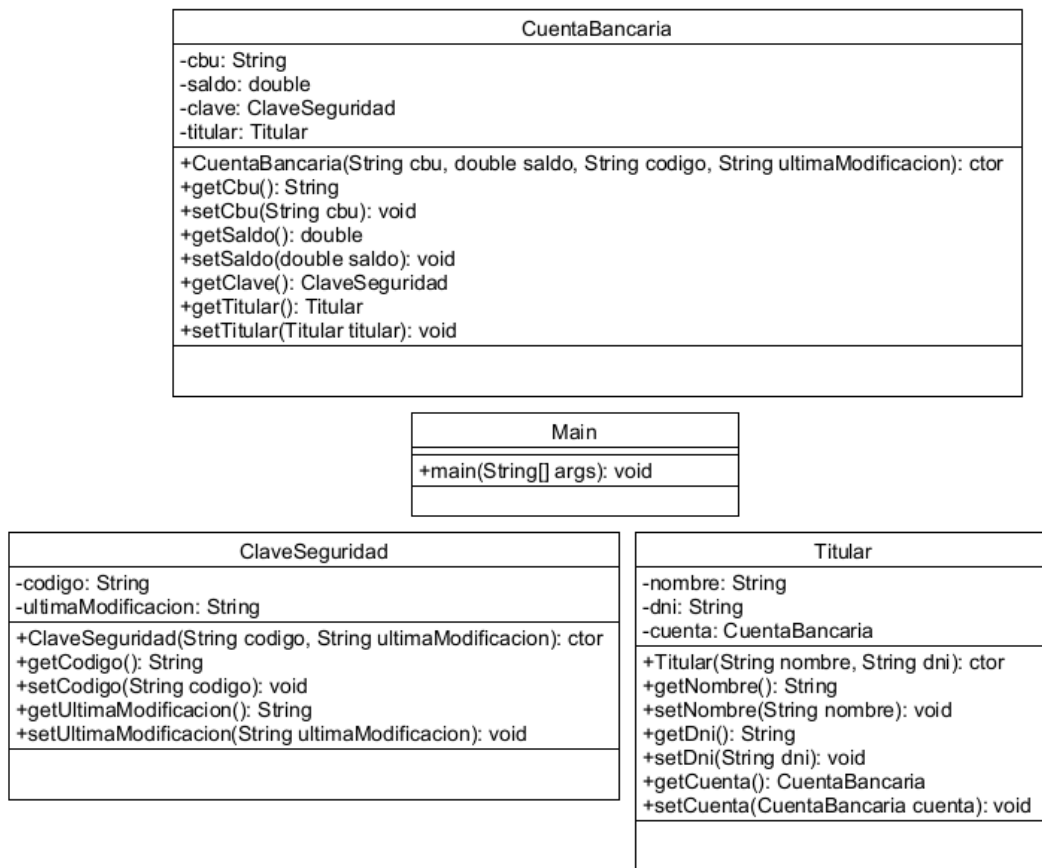 CuentaBancaria
-cbu: String
-saldo: double
-clave: ClaveSeguridad
-titular: Titular
+CuentaBancaria(String cbu, double saldo, String codigo, String ultimaModificacion): ctor
+getCbu(): String
+setCbu(String cbu): void
+getSaldo(): double
+setSaldo(double saldo): void
+getClave(): ClaveSeguridad
+getTitular(): Titular
+setTitular(Titular titular): void
Main
+main(String[] args): void
ClaveSeguridad
-codigo: String
-ultimaModificacion: String
+ClaveSeguridad(String codigo, String ultimaModificacion): ctor
+getCodigo(): String
+setCodigo(String codigo): void
+getUltimaModificacion(): String
+setUltimaModificacion(String ultimaModificacion): void
Titular
-nombre: String
-dni: String
-cuenta: CuentaBancaria
+Titular(String nombre, String dni): ctor
+getNombre(): String
+setNombre(String nombre): void
+getDni(): String
+setDni(String dni): void
+getCuenta(): CuentaBancaria
+setCuenta(CuentaBancaria cuenta): void